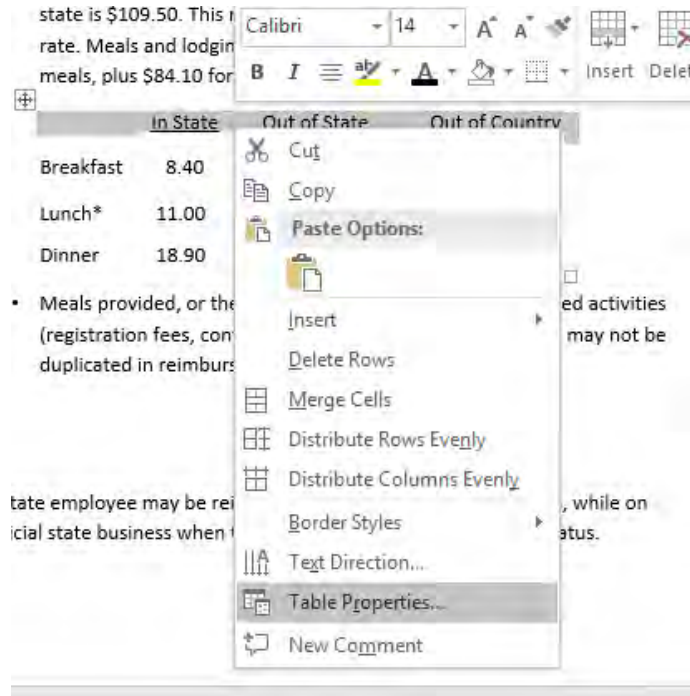 state is $109.50. This
rate. Meals and lodgin
meals, plus $84.10 for
Calibri 14 A A
B I ab A Insert Delet
In State Out of State Out of Country
Breakfast 8.40
Lunch* 11.00
Dinner 18.90
• Meals provided, or the ed activities
(registration fees, con may not be
duplicated in reimburs
tate employee may be rei , while on
icial state business when atus.
Cut
Copy
Paste Options:
Insert
Delete Rows
Merge Cells
Distribute Rows Evenly
Distribute Columns Evenly
Border Styles
Text Direction...
Table Properties...
New Comment